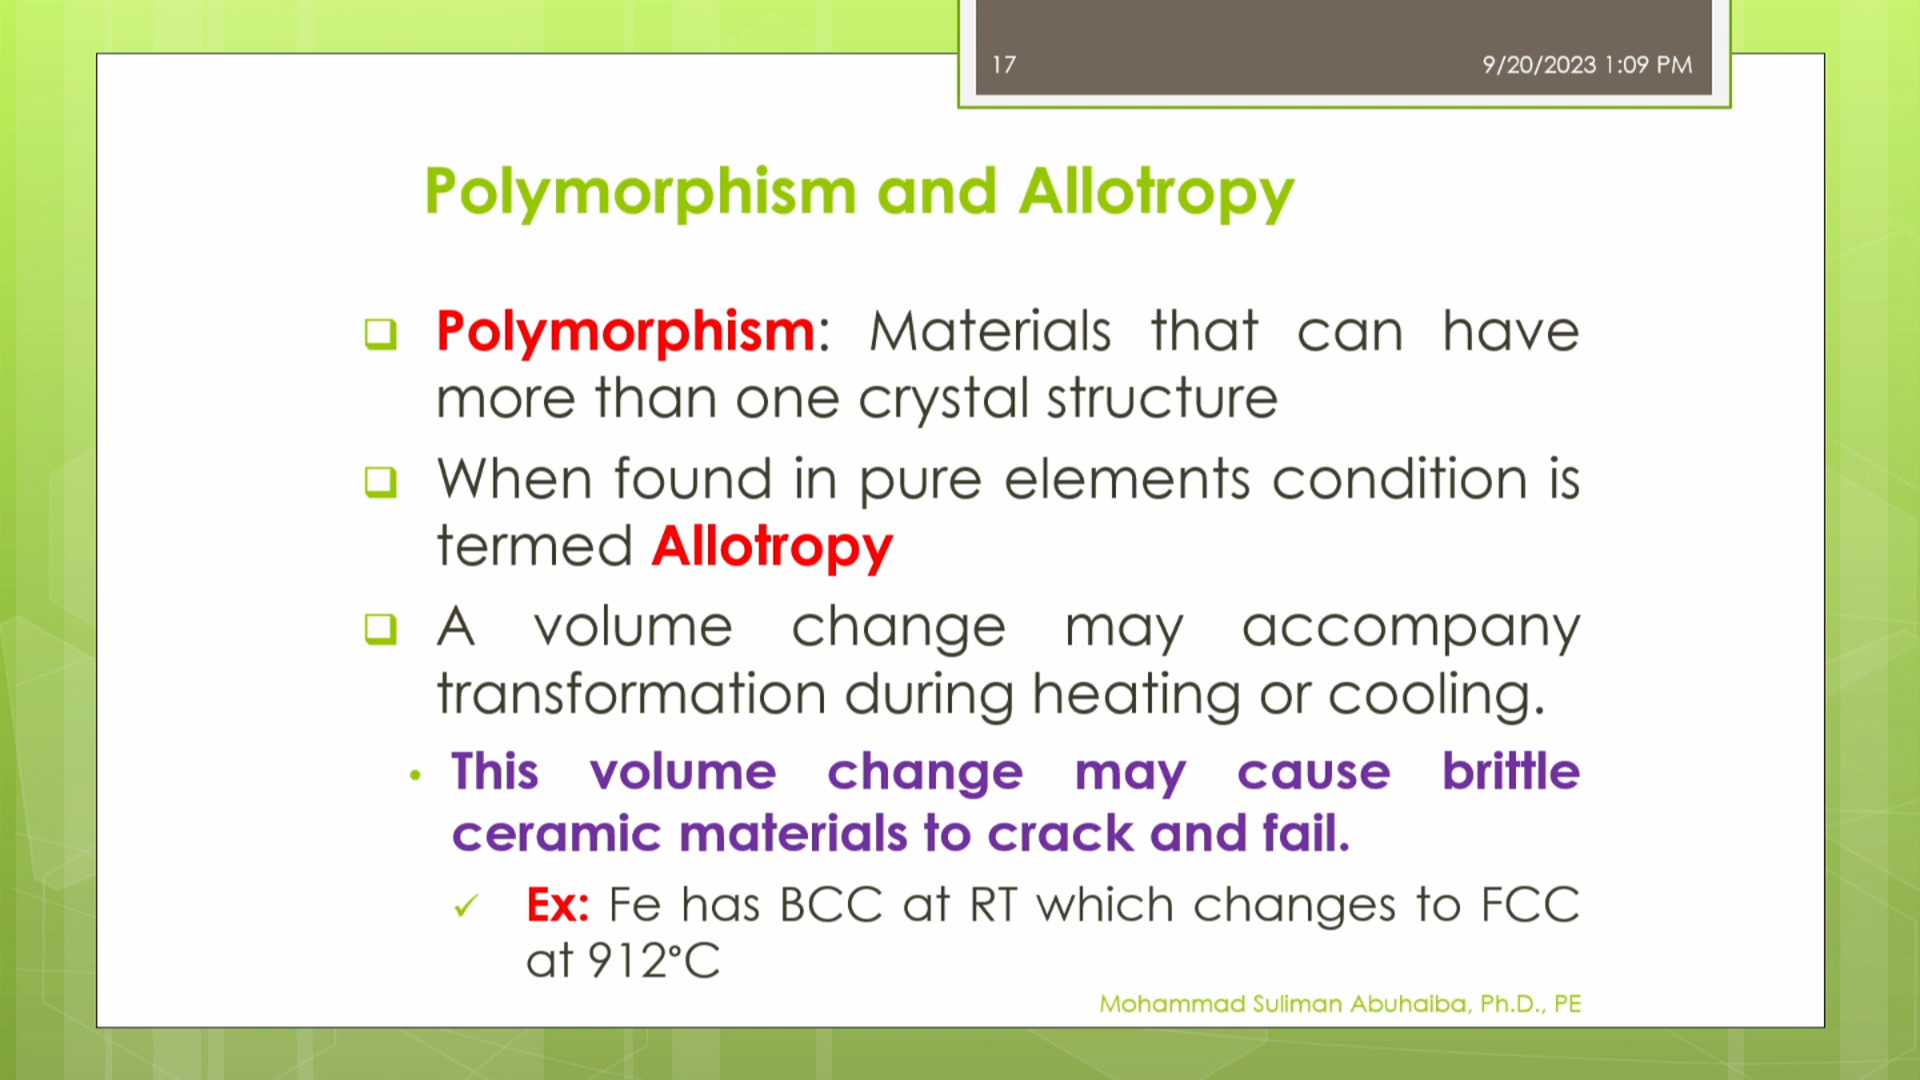 17
9/20/2023 1:09 PM
Polymorphism and Allotropy
Polymorphism: Materials that can have
more than one crystal structure
When found in pure elements condition is
termed Allotropy
A volume change may accompany
transformation during heating or cooling.
This volume change may cause brittle
ceramic materials to crack and fail.
Ex: Fe has BCC at RT which changes to FCC
at 912°C
Mohammad Suliman Abuhaiba, Ph.D., PE